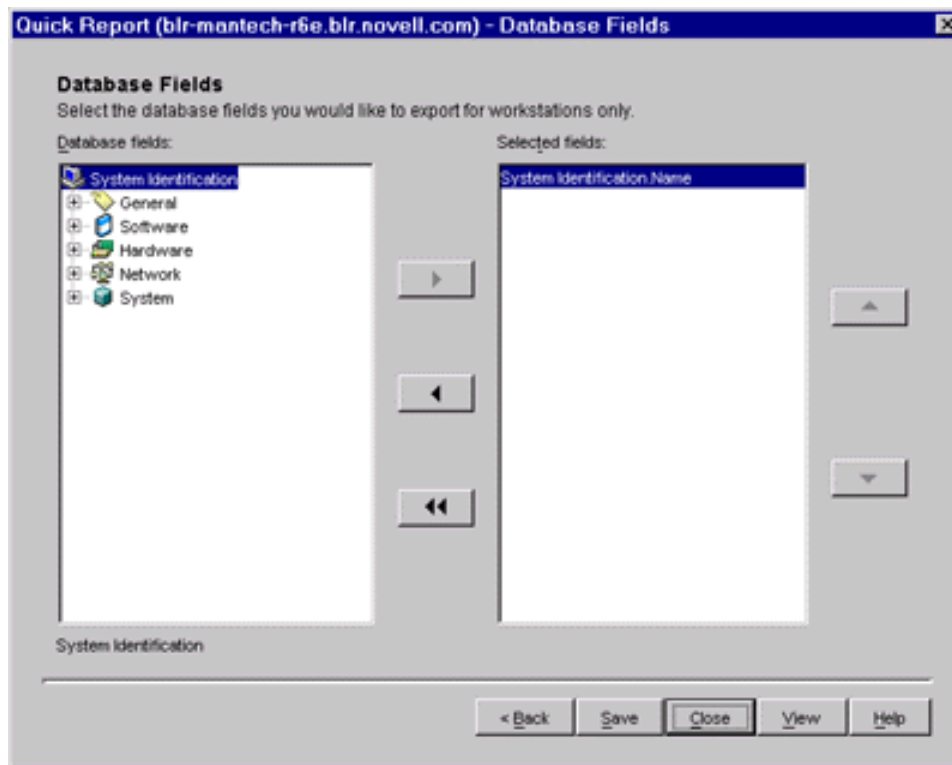 Quick Report (blr-mantech-r6e.blr.novell.com) - Database Fields
Database Fields
Select the database fields you would like to export for workstations only.
Database fields:
Selected fields:
System Identification
General
Software
Hardware
Network
System
System Identification.Name
System Identification
< Back
Save
Close
View
Help